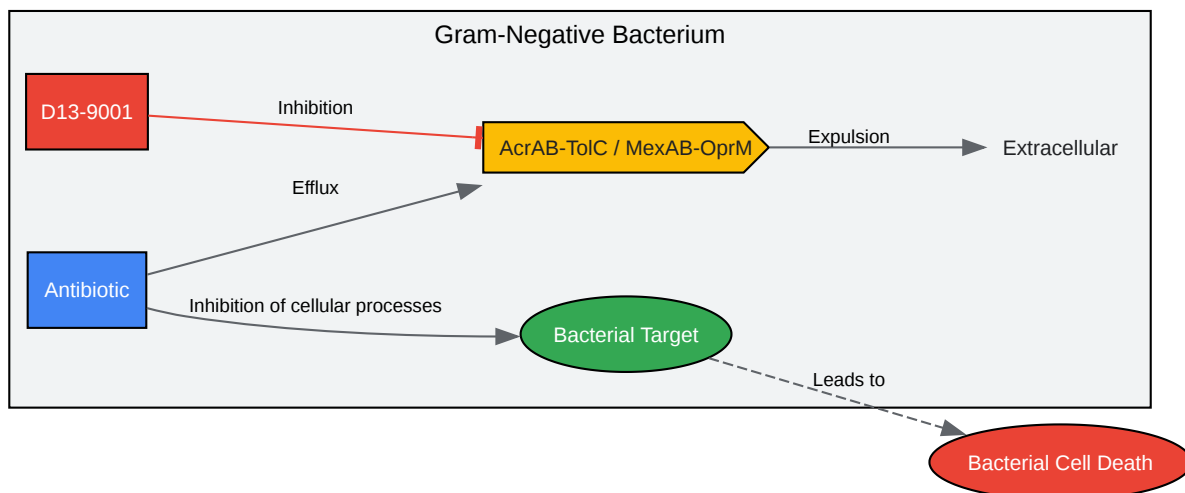 Gram-Negative Bacterium
D13-9001
Inhibition
AcrAB-TolC / MexAB-OprM
Expulsion
Extracellular
Efflux
Antibiotic
Inhibition of cellular processes
Bacterial Target
Leads to
Bacterial Cell Death